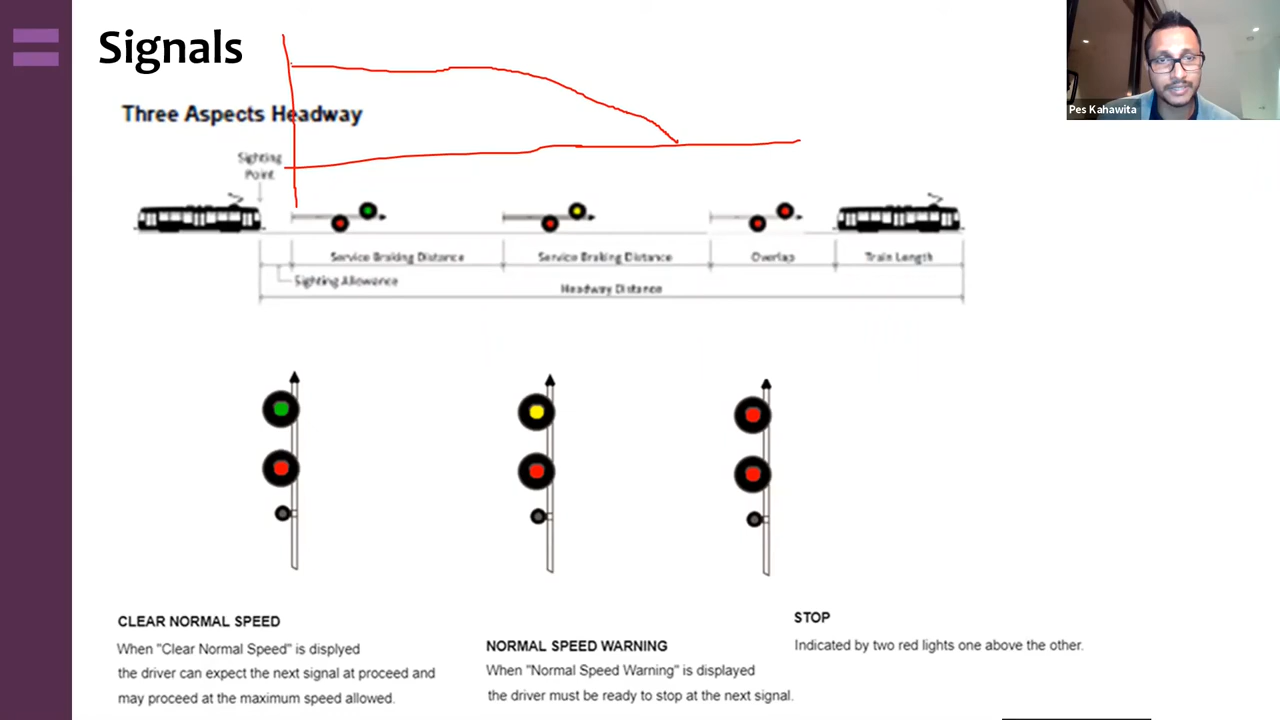 Signals
Pes Kahawita
Three Aspects Headway
Sighting
Point
Service Braking Distance
Service Braking Distance
Overlap
Train Length
Sighting Allowance
Headway Distance
CLEAR NORMAL SPEED
When "Clear Normal Speed" is displyed
the driver can expect the next signal at proceed and
may proceed at the maximum speed allowed.
NORMAL SPEED WARNING
When "Normal Speed Warning" is displayed
the driver must be ready to stop at the next signal.
STOP
Indicated by two red lights one above the other.